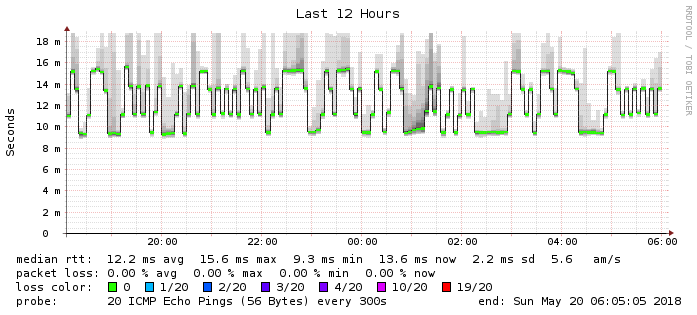 Last 12 Hours
RRDTOOL / TOBI OETIKER
Seconds
18 m
16 m
14 m
12 m
10 m
8 m
6 m
4 m
2 m
0
20:00 22:00 00:00 02:00 04:00 06:00
median rtt: 12.2 ms avg 15.6 ms max 9.3 ms min 13.6 ms now 2.2 ms sd 5.6 am/s
packet loss: 0.00 % avg 0.00 % max 0.00 % min 0.00 % now
loss color: 0 1/20 2/20 3/20 4/20 10/20 19/20
probe: 20 ICMP Echo Pings (56 Bytes) every 300s end: Sun May 20 06:05:05 2018